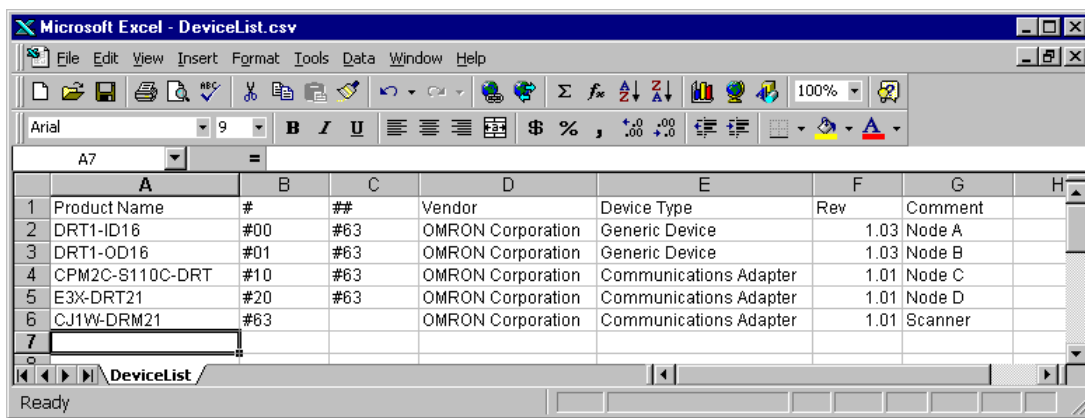 Microsoft Excel - DeviceList.csv
File Edit View Insert Format Tools Data Window Help
ABC Σ fx A Z Z A 100%
Arial 9 B I U $ % , .00 .00 A
A7 =
A B C D E F G H
1 Product Name # ## Vendor Device Type Rev Comment
2 DRT1-ID16 #00 #63 OMRON Corporation Generic Device 1.03 Node A
3 DRT1-OD16 #01 #63 OMRON Corporation Generic Device 1.03 Node B
4 CPM2C-S110C-DRT #10 #63 OMRON Corporation Communications Adapter 1.01 Node C
5 E3X-DRT21 #20 #63 OMRON Corporation Communications Adapter 1.01 Node D
6 CJ1W-DRM21 #63 OMRON Corporation Communications Adapter 1.01 Scanner
7
DeviceList
Ready